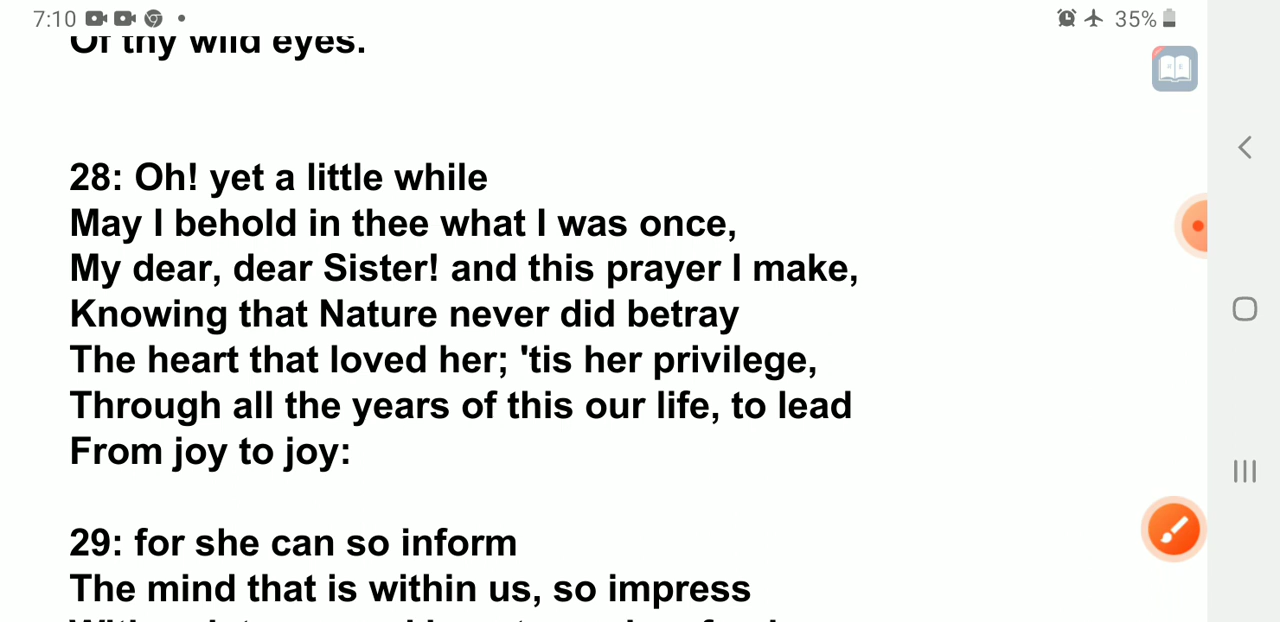 7:10
35%
Of thy wild eyes.
28: Oh! yet a little while
May I behold in thee what I was once,
My dear, dear Sister! and this prayer I make,
Knowing that Nature never did betray
The heart that loved her; 'tis her privilege,
Through all the years of this our life, to lead
From joy to joy:
29: for she can so inform
The mind that is within us, so impress